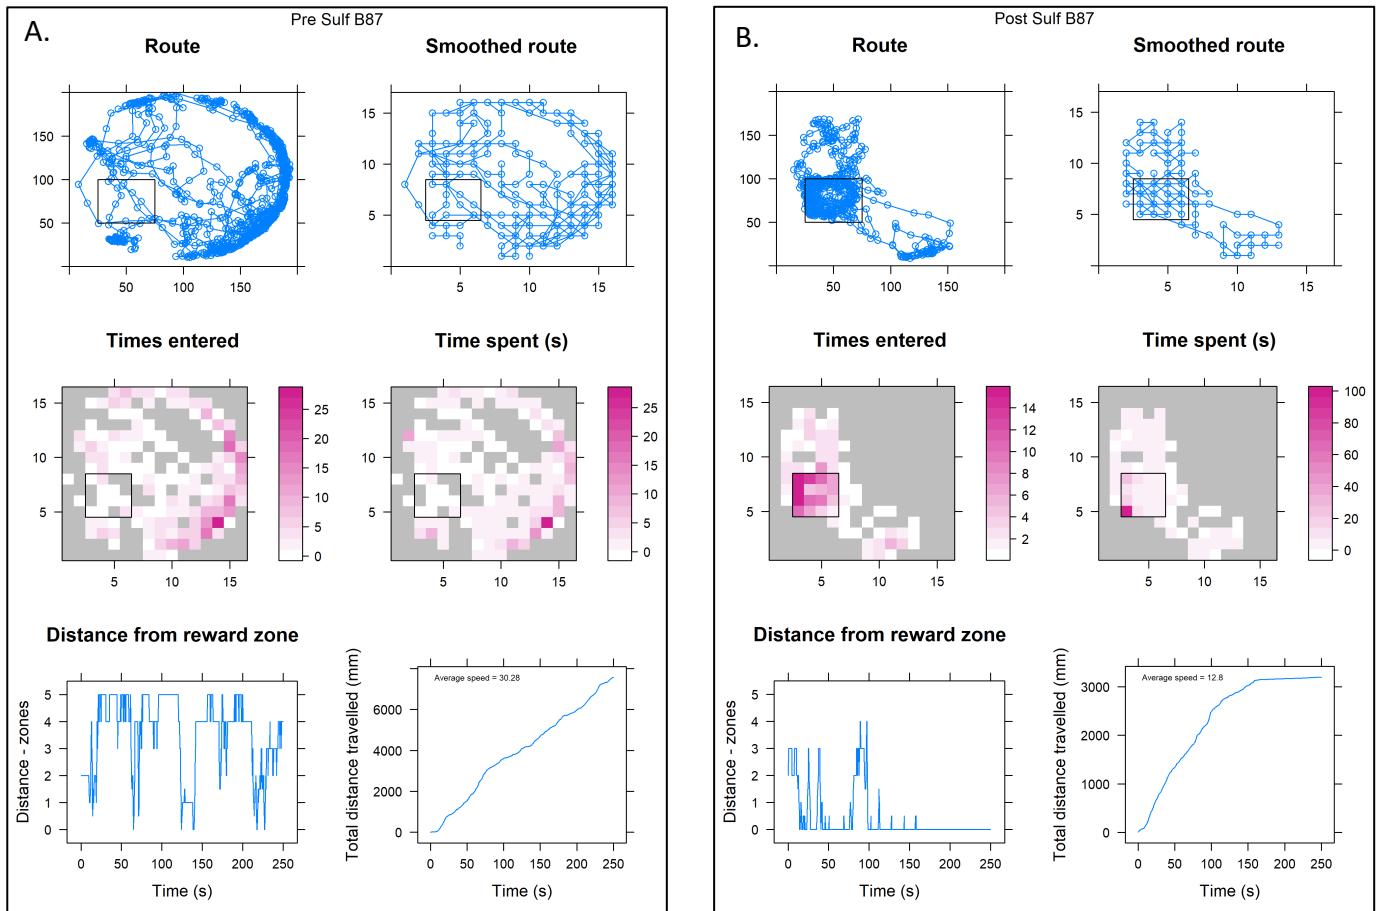 A.
Pre Sulf B87
Route
Smoothed route
150
100
50
50 100 150
15
10
5
5 10 15
Times entered
Time spent (s)
15
10
5
5 10 15
25
20
15
10
5
0
15
10
5
5 10 15
25
20
15
10
5
0
Distance from reward zone
Distance - zones
5
4
3
2
1
0
0 50 100 150 200 250
Time (s)
Total distance travelled (mm)
Average speed = 30.28
6000
4000
2000
0
0 50 100 150 200 250
Time (s)
B.
Post Sulf B87
Route
Smoothed route
150
100
50
50 100 150
15
10
5
5 10 15
Times entered
Time spent (s)
15
10
5
5 10 15
14
12
10
8
6
4
2
15
10
5
5 10 15
100
80
60
40
20
0
Distance from reward zone
Distance - zones
5
4
3
2
1
0
0 50 100 150 200 250
Time (s)
Total distance travelled (mm)
Average speed = 12.8
3000
2000
1000
0
0 50 100 150 200 250
Time (s)